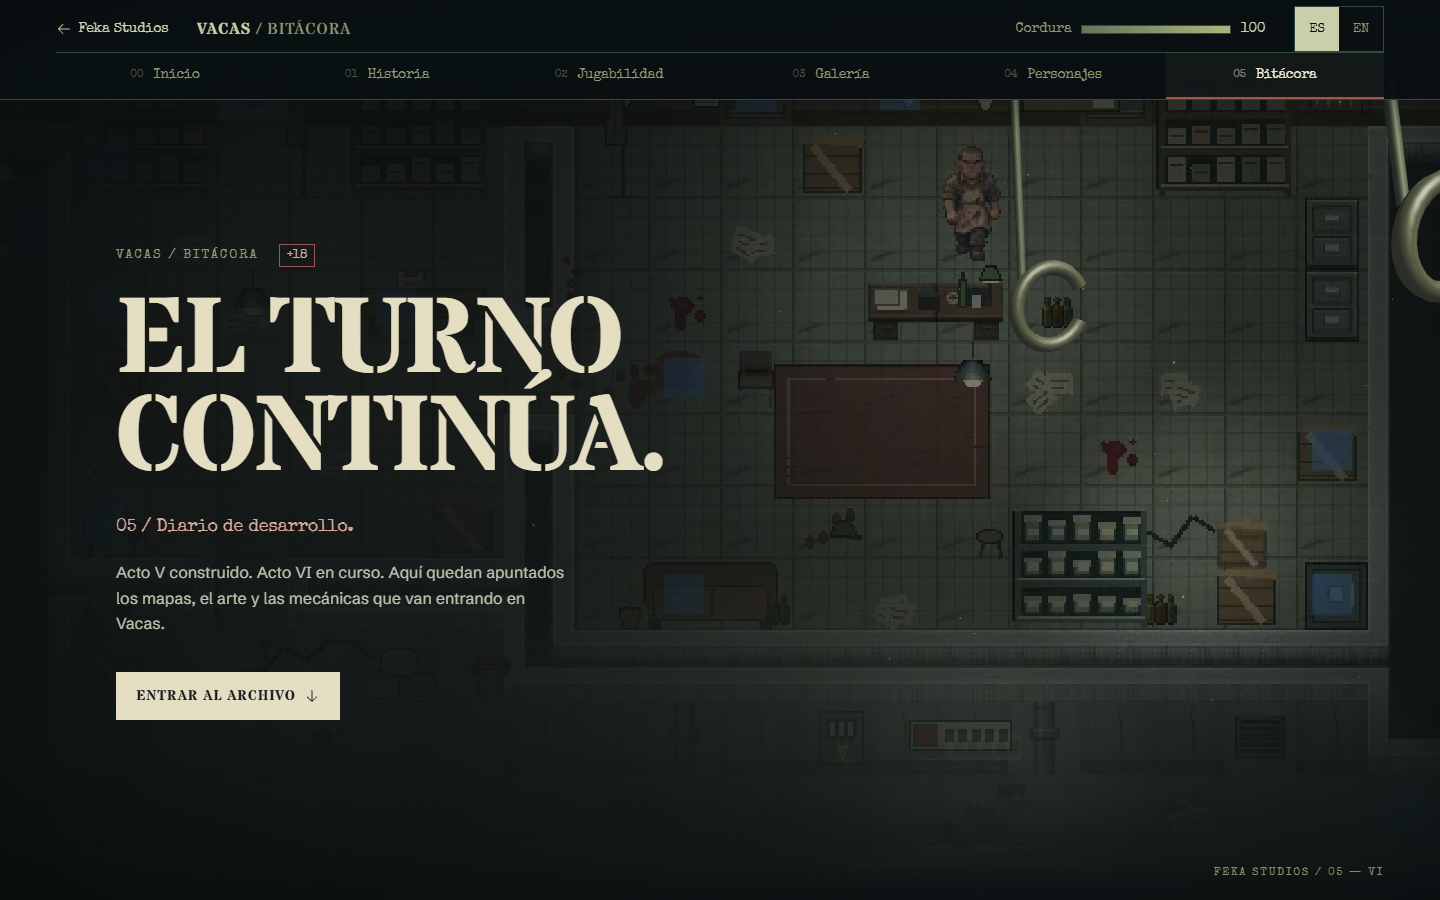 ← Feka Studios
VACAS / BITÁCORA
Cordura 100
ES EN
00 Inicio
01 Historia
02 Jugabilidad
03 Galería
04 Personajes
05 Bitácora
VACAS / BITÁCORA +18
EL TURNO
CONTINÚA.
05 / Diario de desarrollo.
Acto V construido. Acto VI en curso. Aquí quedan apuntados
los mapas, el arte y las mecánicas que van entrando en
Vacas.
ENTRAR AL ARCHIVO ↓
FEKA STUDIOS / 05 — VI